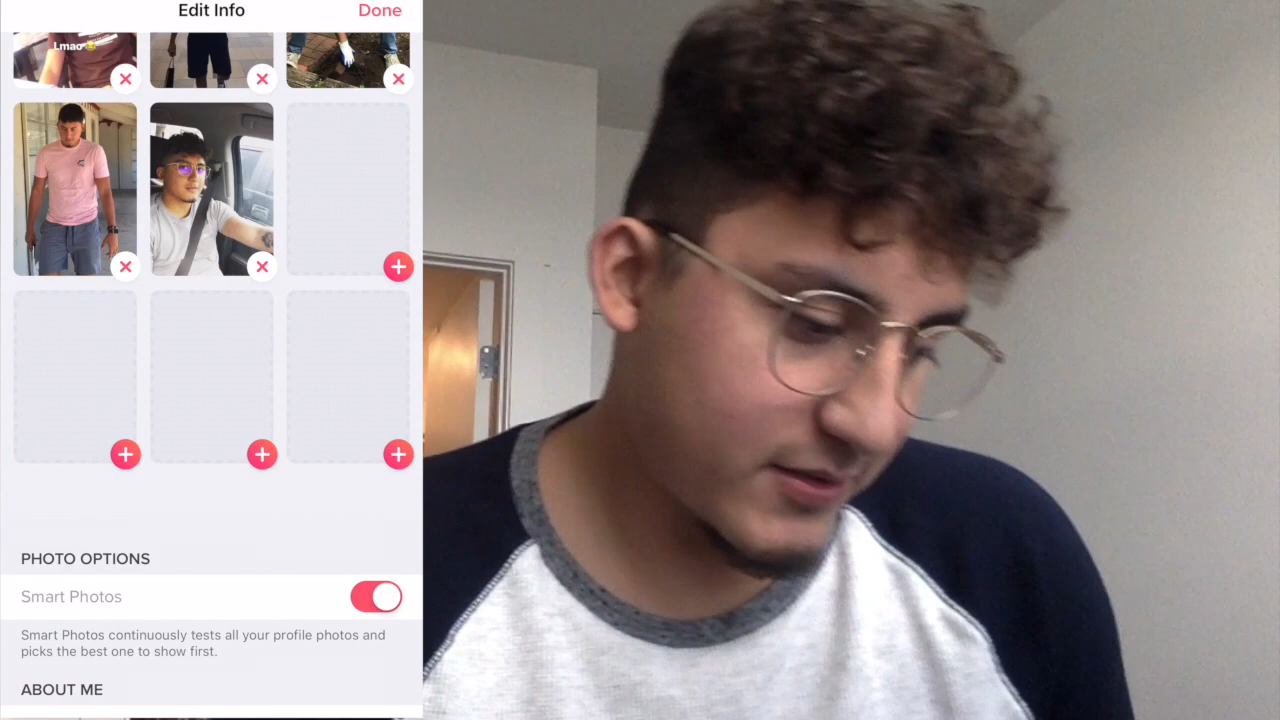 Edit Info
Done
Lmao
PHOTO OPTIONS
Smart Photos
Smart Photos continuously tests all your profile photos and
picks the best one to show first.
ABOUT ME